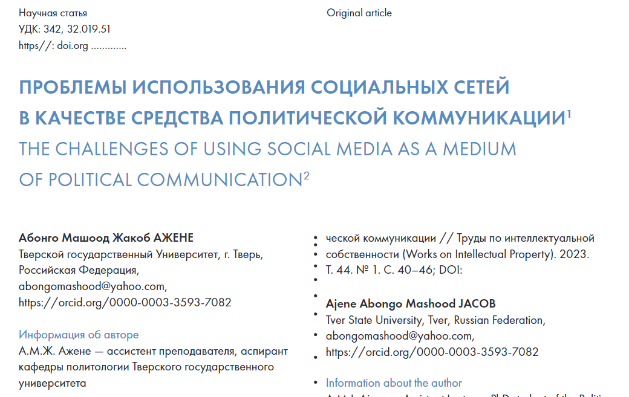 Научная статья
УДК: 342, 32.019.51
https//: doi.org .............
Original article
ПРОБЛЕМЫ ИСПОЛЬЗОВАНИЯ СОЦИАЛЬНЫХ СЕТЕЙ
В КАЧЕСТВЕ СРЕДСТВА ПОЛИТИЧЕСКОЙ КОММУНИКАЦИИ¹
THE CHALLENGES OF USING SOCIAL MEDIA AS A MEDIUM
OF POLITICAL COMMUNICATION²
Абонго Машоод Жакоб АЖЕНЕ
Тверской государственный Университет, г. Тверь,
Российская Федерация,
abongomashood@yahoo.com,
https://orcid.org/0000-0003-3593-7082
Информация об авторе
А.М.Ж. Ажене — ассистент преподавателя, аспирант
кафедры политологии Тверского государственного
университета
ческой коммуникации // Труды по интеллектуальной
собственности (Works on Intellectual Property). 2023.
Т. 44. № 1. С. 40–46; DOI:
Ajene Abongo Mashood JACOB
Tver State University, Tver, Russian Federation,
abongomashood@yahoo.com,
https://orcid.org/0000-0003-3593-7082
Information about the author